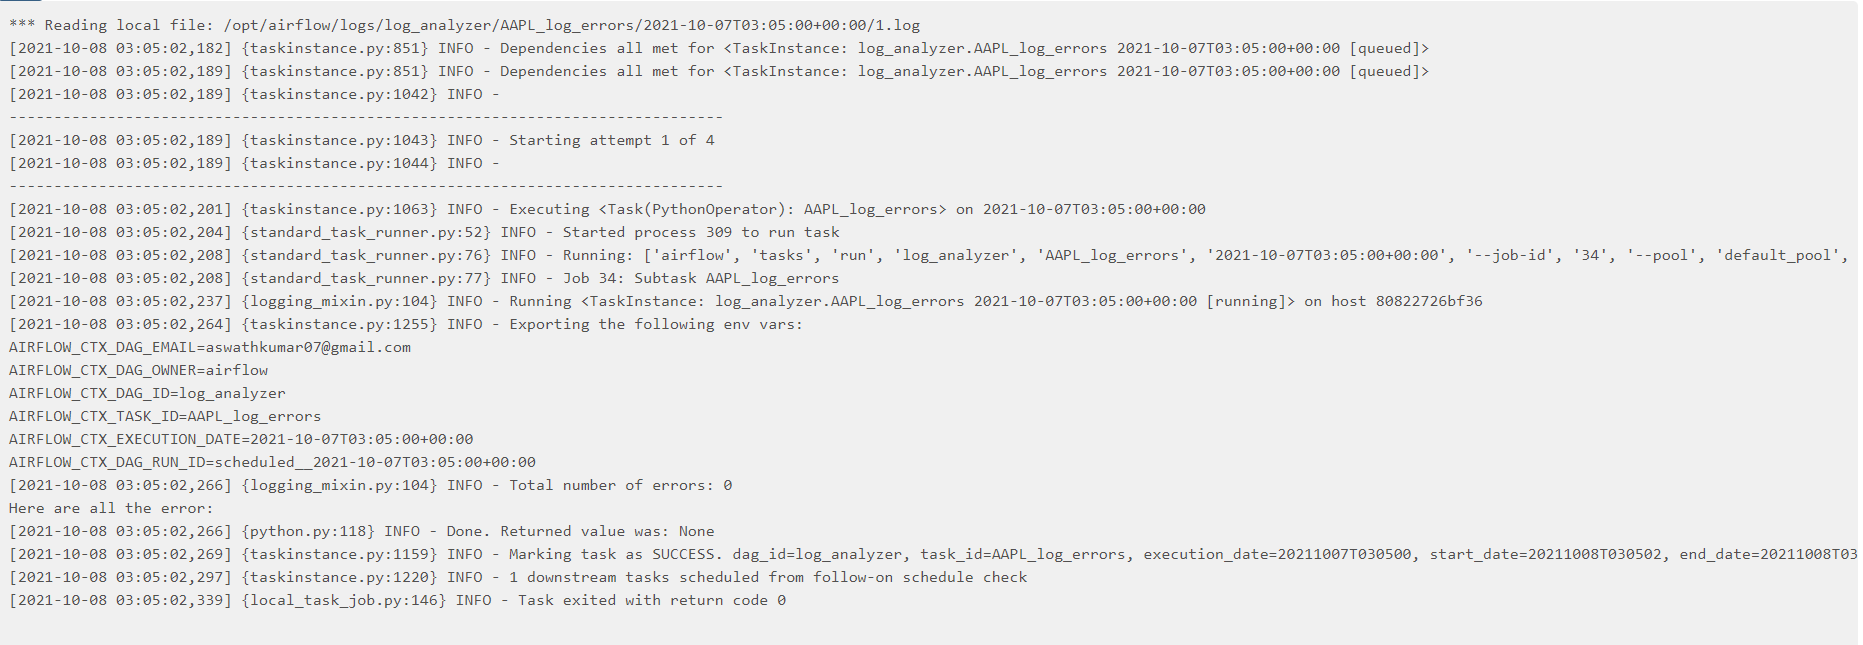 *** Reading local file: /opt/airflow/logs/log_analyzer/AAPL_log_errors/2021-10-07T03:05:00+00:00/1.log
[2021-10-08 03:05:02,182] {taskinstance.py:851} INFO - Dependencies all met for <TaskInstance: log_analyzer.AAPL_log_errors 2021-10-07T03:05:00+00:00 [queued]>
[2021-10-08 03:05:02,189] {taskinstance.py:851} INFO - Dependencies all met for <TaskInstance: log_analyzer.AAPL_log_errors 2021-10-07T03:05:00+00:00 [queued]>
[2021-10-08 03:05:02,189] {taskinstance.py:1042} INFO -
--------------------------------------------------------------------------------
[2021-10-08 03:05:02,189] {taskinstance.py:1043} INFO - Starting attempt 1 of 4
[2021-10-08 03:05:02,189] {taskinstance.py:1044} INFO -
--------------------------------------------------------------------------------
[2021-10-08 03:05:02,201] {taskinstance.py:1063} INFO - Executing <Task(PythonOperator): AAPL_log_errors> on 2021-10-07T03:05:00+00:00
[2021-10-08 03:05:02,204] {standard_task_runner.py:52} INFO - Started process 309 to run task
[2021-10-08 03:05:02,208] {standard_task_runner.py:76} INFO - Running: ['airflow', 'tasks', 'run', 'log_analyzer', 'AAPL_log_errors', '2021-10-07T03:05:00+00:00', '--job-id', '34', '--pool', 'default_pool',
[2021-10-08 03:05:02,208] {standard_task_runner.py:77} INFO - Job 34: Subtask AAPL_log_errors
[2021-10-08 03:05:02,237] {logging_mixin.py:104} INFO - Running <TaskInstance: log_analyzer.AAPL_log_errors 2021-10-07T03:05:00+00:00 [running]> on host 80822726bf36
[2021-10-08 03:05:02,264] {taskinstance.py:1255} INFO - Exporting the following env vars:
AIRFLOW_CTX_DAG_EMAIL=aswathkumar07@gmail.com
AIRFLOW_CTX_DAG_OWNER=airflow
AIRFLOW_CTX_DAG_ID=log_analyzer
AIRFLOW_CTX_TASK_ID=AAPL_log_errors
AIRFLOW_CTX_EXECUTION_DATE=2021-10-07T03:05:00+00:00
AIRFLOW_CTX_DAG_RUN_ID=scheduled__2021-10-07T03:05:00+00:00
[2021-10-08 03:05:02,266] {logging_mixin.py:104} INFO - Total number of errors: 0
Here are all the error:
[2021-10-08 03:05:02,266] {python.py:118} INFO - Done. Returned value was: None
[2021-10-08 03:05:02,269] {taskinstance.py:1159} INFO - Marking task as SUCCESS. dag_id=log_analyzer, task_id=AAPL_log_errors, execution_date=20211007T030500, start_date=20211008T030502, end_date=20211008T03
[2021-10-08 03:05:02,297] {taskinstance.py:1220} INFO - 1 downstream tasks scheduled from follow-on schedule check
[2021-10-08 03:05:02,339] {local_task_job.py:146} INFO - Task exited with return code 0